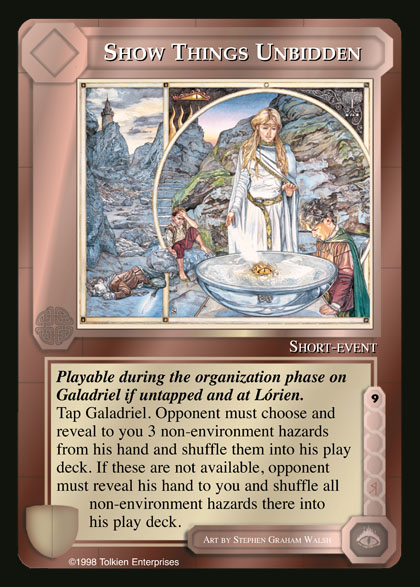 Show Things Unbidden
Short-event
Playable during the organization phase on
Galadriel if untapped and at Lórien.
Tap Galadriel. Opponent must choose and
reveal to you 3 non-environment hazards
from his hand and shuffle them into his play
deck. If these are not available, opponent
must reveal his hand to you and shuffle all
non-environment hazards there into
his play deck.
9
Art by Stephen Graham Walsh
©1998 Tolkien Enterprises